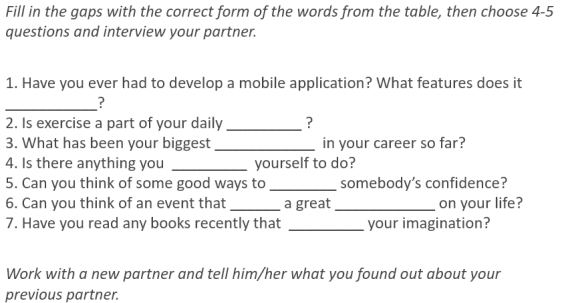 Fill in the gaps with the correct form of the words from the table, then choose 4-5
questions and interview your partner.
1. Have you ever had to develop a mobile application? What features does it
___________?
2. Is exercise a part of your daily _________ ?
3. What has been your biggest ____________ in your career so far?
4. Is there anything you _________ yourself to do?
5. Can you think of some good ways to ________ somebody's confidence?
6. Can you think of an event that ______ a great ____________ on your life?
7. Have you read any books recently that _________ your imagination?
Work with a new partner and tell him/her what you found out about your
previous partner.